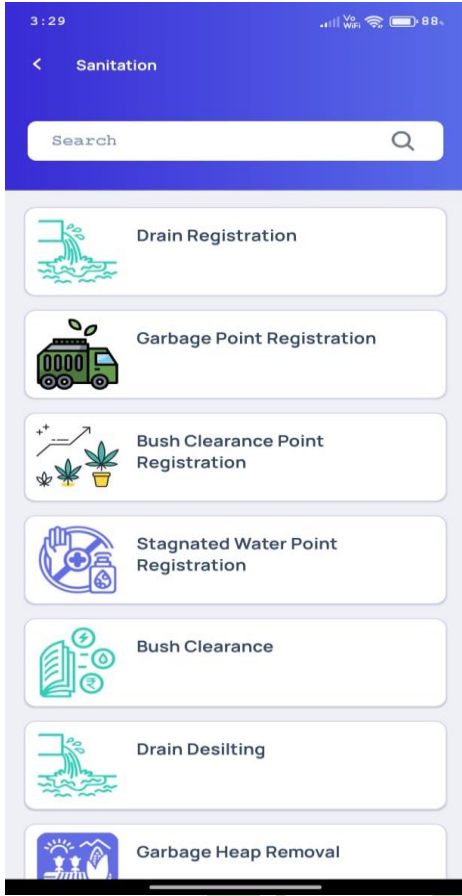 3:29
Vo
WiFi
88%
Sanitation
Search
Drain Registration
Garbage Point Registration
Bush Clearance Point
Registration
Stagnated Water Point
Registration
Bush Clearance
Drain Desilting
Garbage Heap Removal